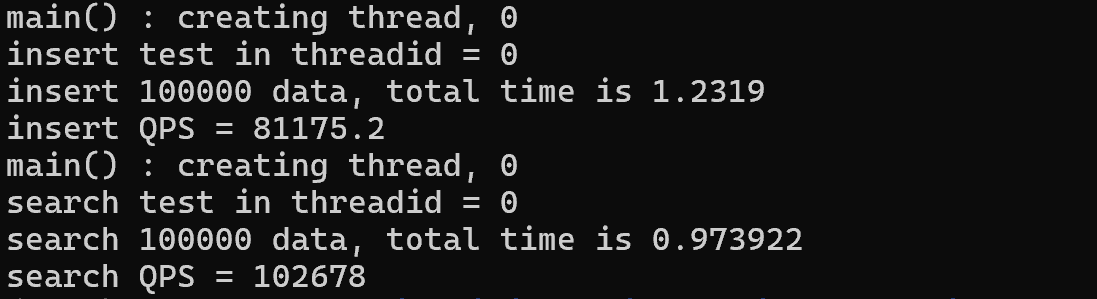 main() : creating thread, 0
insert test in threadid = 0
insert 100000 data, total time is 1.2319
insert QPS = 81175.2
main() : creating thread, 0
search test in threadid = 0
search 100000 data, total time is 0.973922
search QPS = 102678